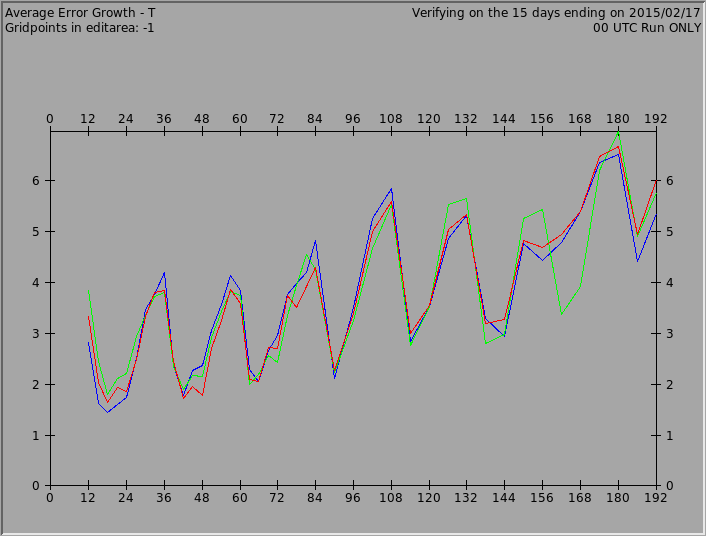 Average Error Growth - T
Verifying on the 15 days ending on 2015/02/17
Gridpoints in editarea: -1
00 UTC Run ONLY
0 12 24 36 48 60 72 84 96 108 120 132 144 156 168 180 192
6 6
5 5
4 4
3 3
2 2
1 1
0 0
0 12 24 36 48 60 72 84 96 108 120 132 144 156 168 180 192